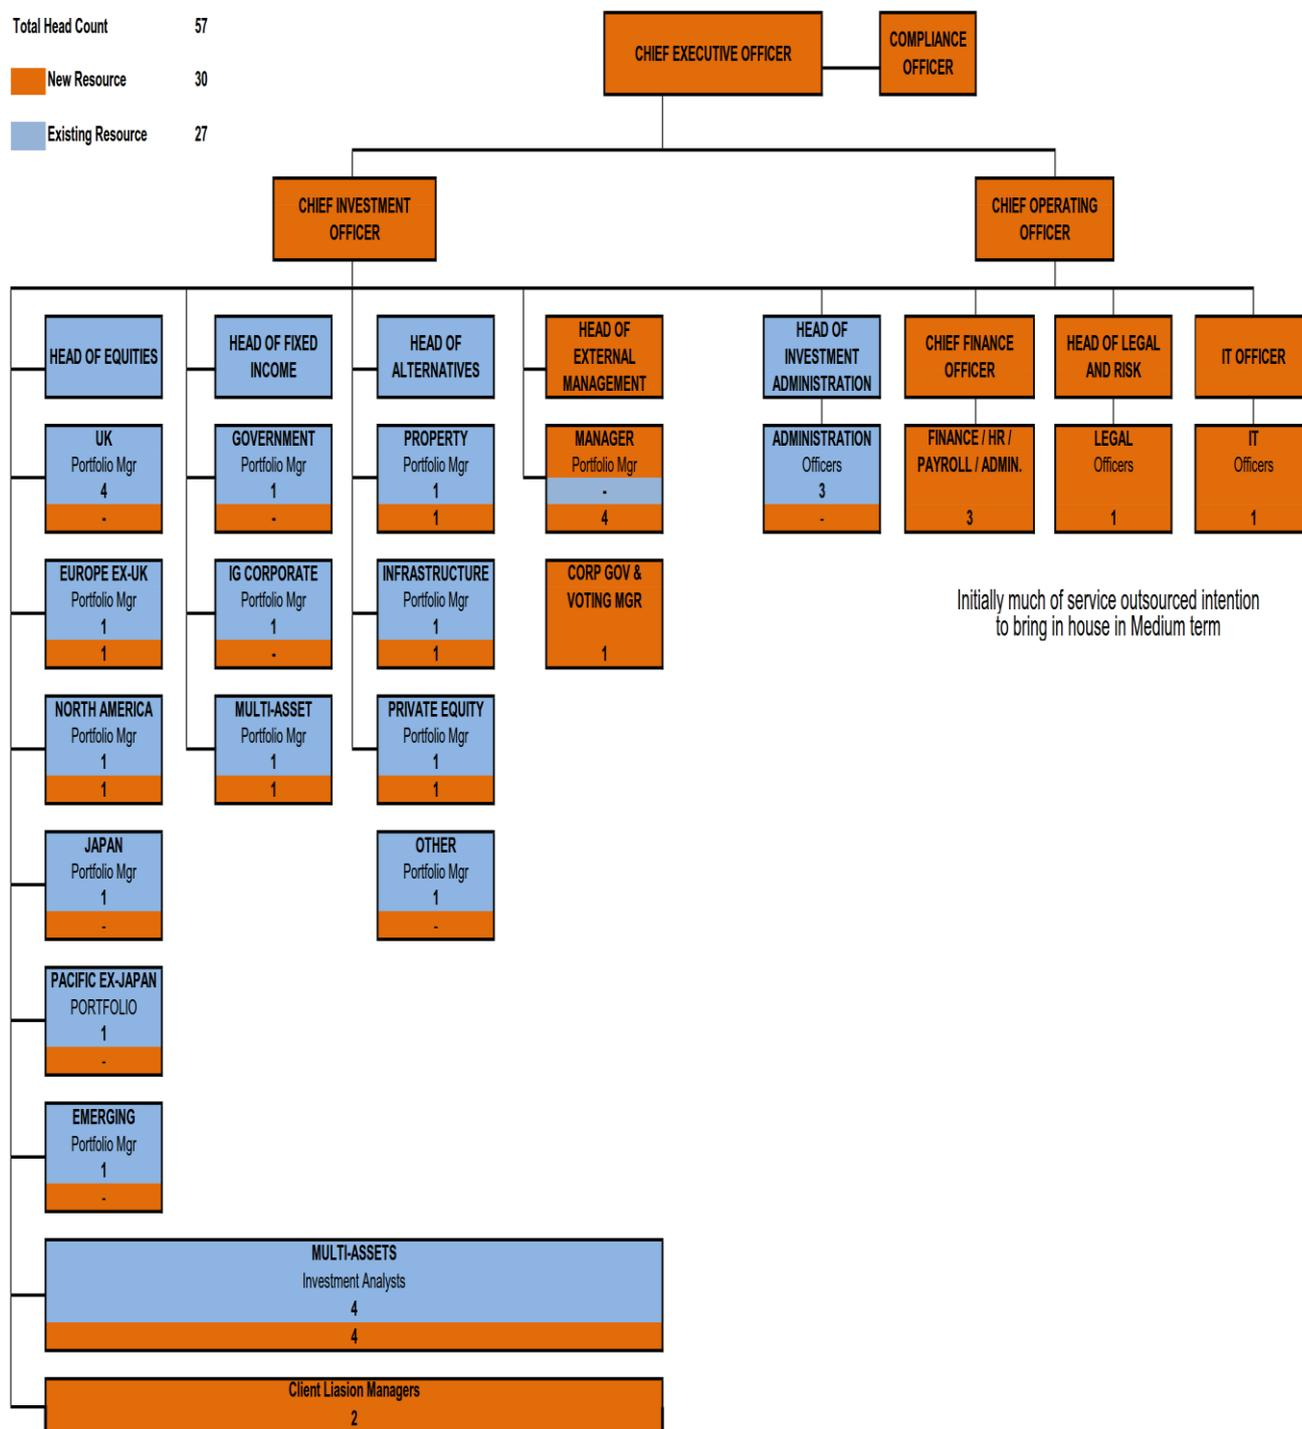 Total Head Count 57
New Resource 30
Existing Resource 27
CHIEF EXECUTIVE OFFICER
COMPLIANCE
OFFICER
CHIEF INVESTMENT
OFFICER
CHIEF OPERATING
OFFICER
HEAD OF EQUITIES
HEAD OF FIXED
INCOME
HEAD OF
ALTERNATIVES
HEAD OF
EXTERNAL
MANAGEMENT
HEAD OF
INVESTMENT
ADMINISTRATION
CHIEF FINANCE
OFFICER
HEAD OF LEGAL
AND RISK
IT OFFICER
UK
Portfolio Mgr
4
-
GOVERNMENT
Portfolio Mgr
1
-
PROPERTY
Portfolio Mgr
1
1
MANAGER
Portfolio Mgr
-
4
ADMINISTRATION
Officers
3
-
FINANCE / HR /
PAYROLL / ADMIN.
3
LEGAL
Officers
1
IT
Officers
1
EUROPE EX-UK
Portfolio Mgr
1
1
IG CORPORATE
Portfolio Mgr
1
-
INFRASTRUCTURE
Portfolio Mgr
1
1
CORP GOV &
VOTING MGR
1
Initially much of service outsourced intention
to bring in house in Medium term
NORTH AMERICA
Portfolio Mgr
1
1
MULTI-ASSET
Portfolio Mgr
1
1
PRIVATE EQUITY
Portfolio Mgr
1
1
JAPAN
Portfolio Mgr
1
-
OTHER
Portfolio Mgr
1
-
PACIFIC EX-JAPAN
PORTFOLIO
1
-
EMERGING
Portfolio Mgr
1
-
MULTI-ASSETS
Investment Analysts
4
4
Client Liasion Managers
2